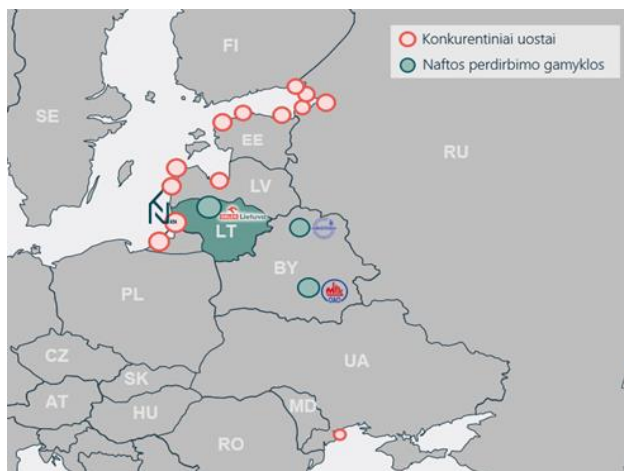 FI
Konkurentiniai uostai
Naftos perdirbimo gamyklos
SE
EE
RU
LV
Lietuva
LT
BY
PL
CZ
UA
SK
AT
MD
HU
RO